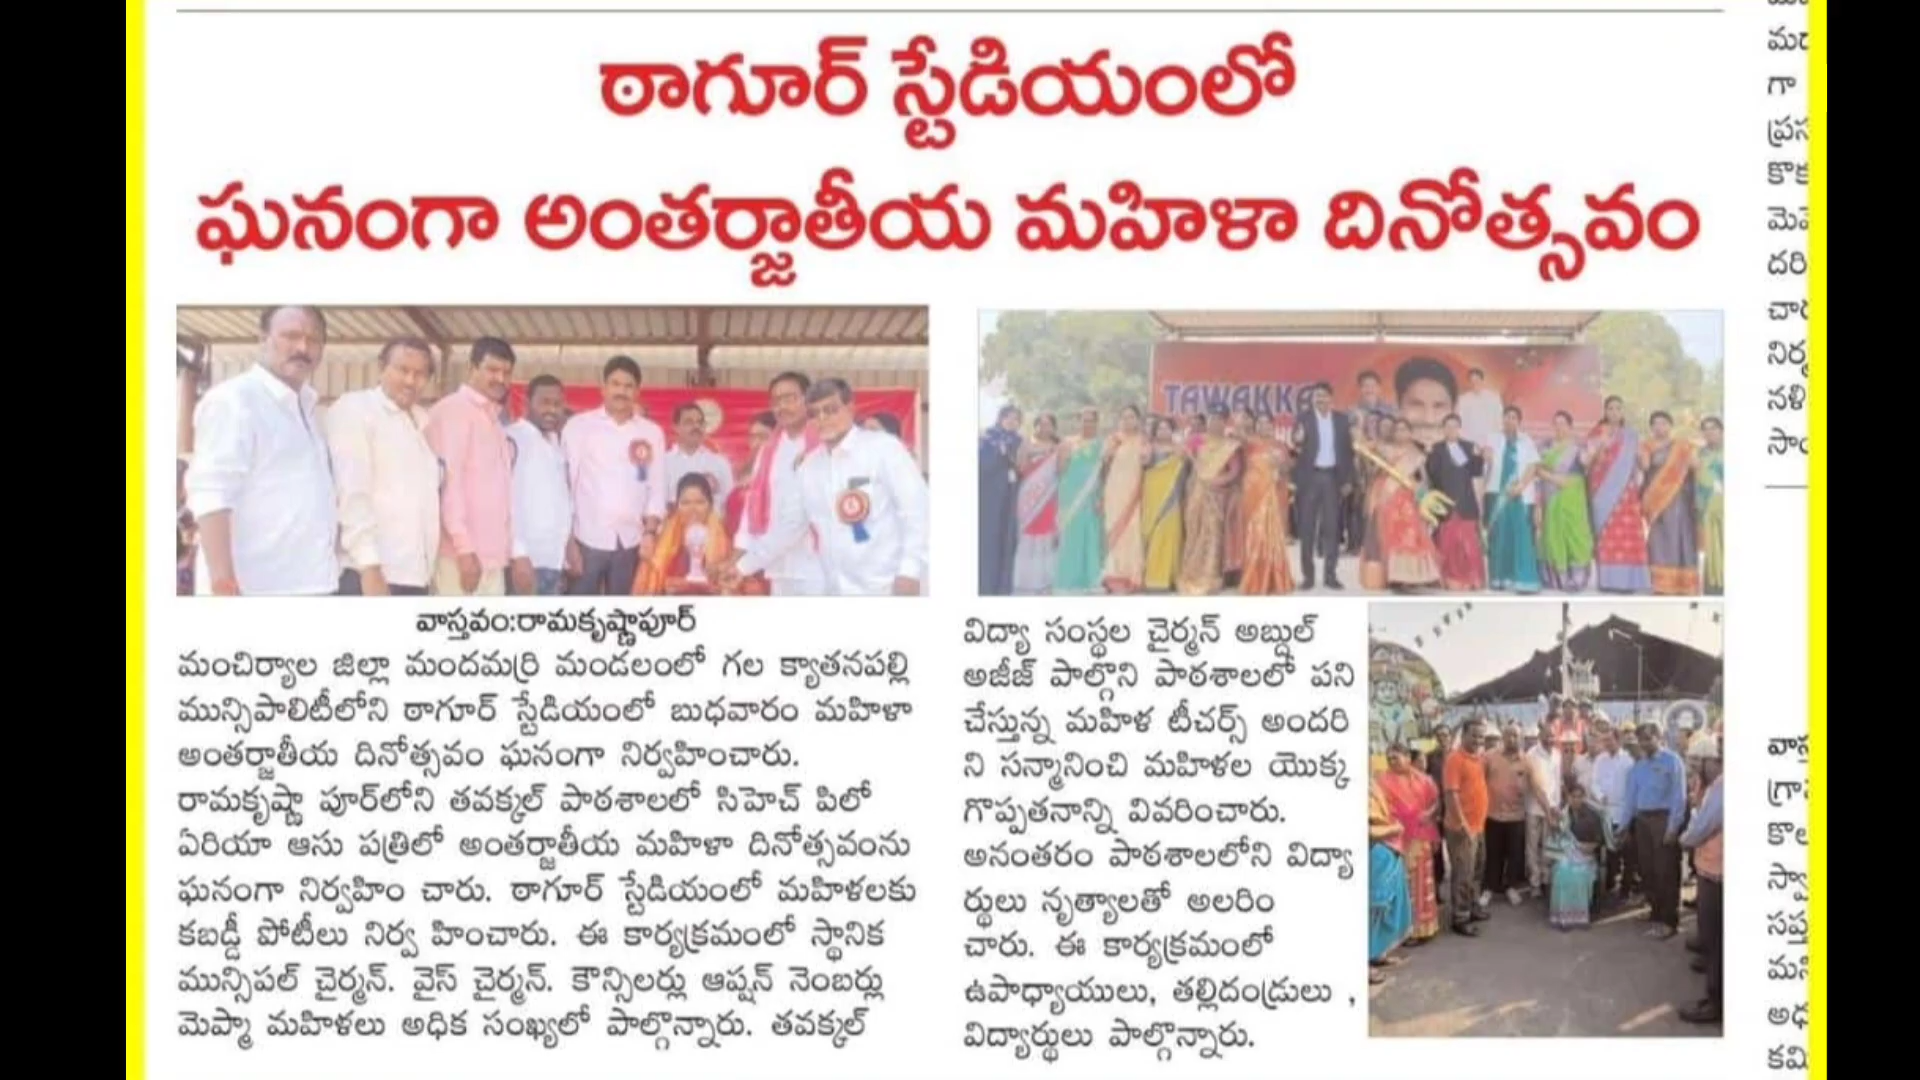 ఠాగూర్ స్టేడియంలో
ఘనంగా అంతర్జాతీయ మహిళా దినోత్సవం
TAWAKKA
వాస్తవం:రామకృష్ణాపూర్
మంచిర్యాల జిల్లా మందమర్రి మండలంలో గల క్యాతనపల్లి
మున్సిపాలిటీలోని ఠాగూర్ స్టేడియంలో బుధవారం మహిళా
అంతర్జాతీయ దినోత్సవం ఘనంగా నిర్వహించారు.
రామకృష్ణా పూర్‌లోని తవక్కల్ పాఠశాలలో సిహెచ్ పిలో
ఏరియా ఆసు పత్రిలో అంతర్జాతీయ మహిళా దినోత్సవంను
ఘనంగా నిర్వహిం చారు. ఠాగూర్ స్టేడియంలో మహిళలకు
కబడ్డీ పోటీలు నిర్వ హించారు. ఈ కార్యక్రమంలో స్థానిక
మున్సిపల్ చైర్మన్. వైస్ చైర్మన్. కౌన్సిలర్లు ఆప్షన్ నెంబర్లు
మెప్మా మహిళలు అధిక సంఖ్యలో పాల్గొన్నారు. తవక్కల్
విద్యా సంస్థల చైర్మన్ అబ్దుల్
అజీజ్ పాల్గొని పాఠశాలలో పని
చేస్తున్న మహిళ టీచర్స్ అందరి
ని సన్మానించి మహిళల యొక్క
గొప్పతనాన్ని వివరించారు.
అనంతరం పాఠశాలలోని విద్యా
ర్థులు నృత్యాలతో అలరిం
చారు. ఈ కార్యక్రమంలో
ఉపాధ్యాయులు, తల్లిదండ్రులు ,
విద్యార్థులు పాల్గొన్నారు.